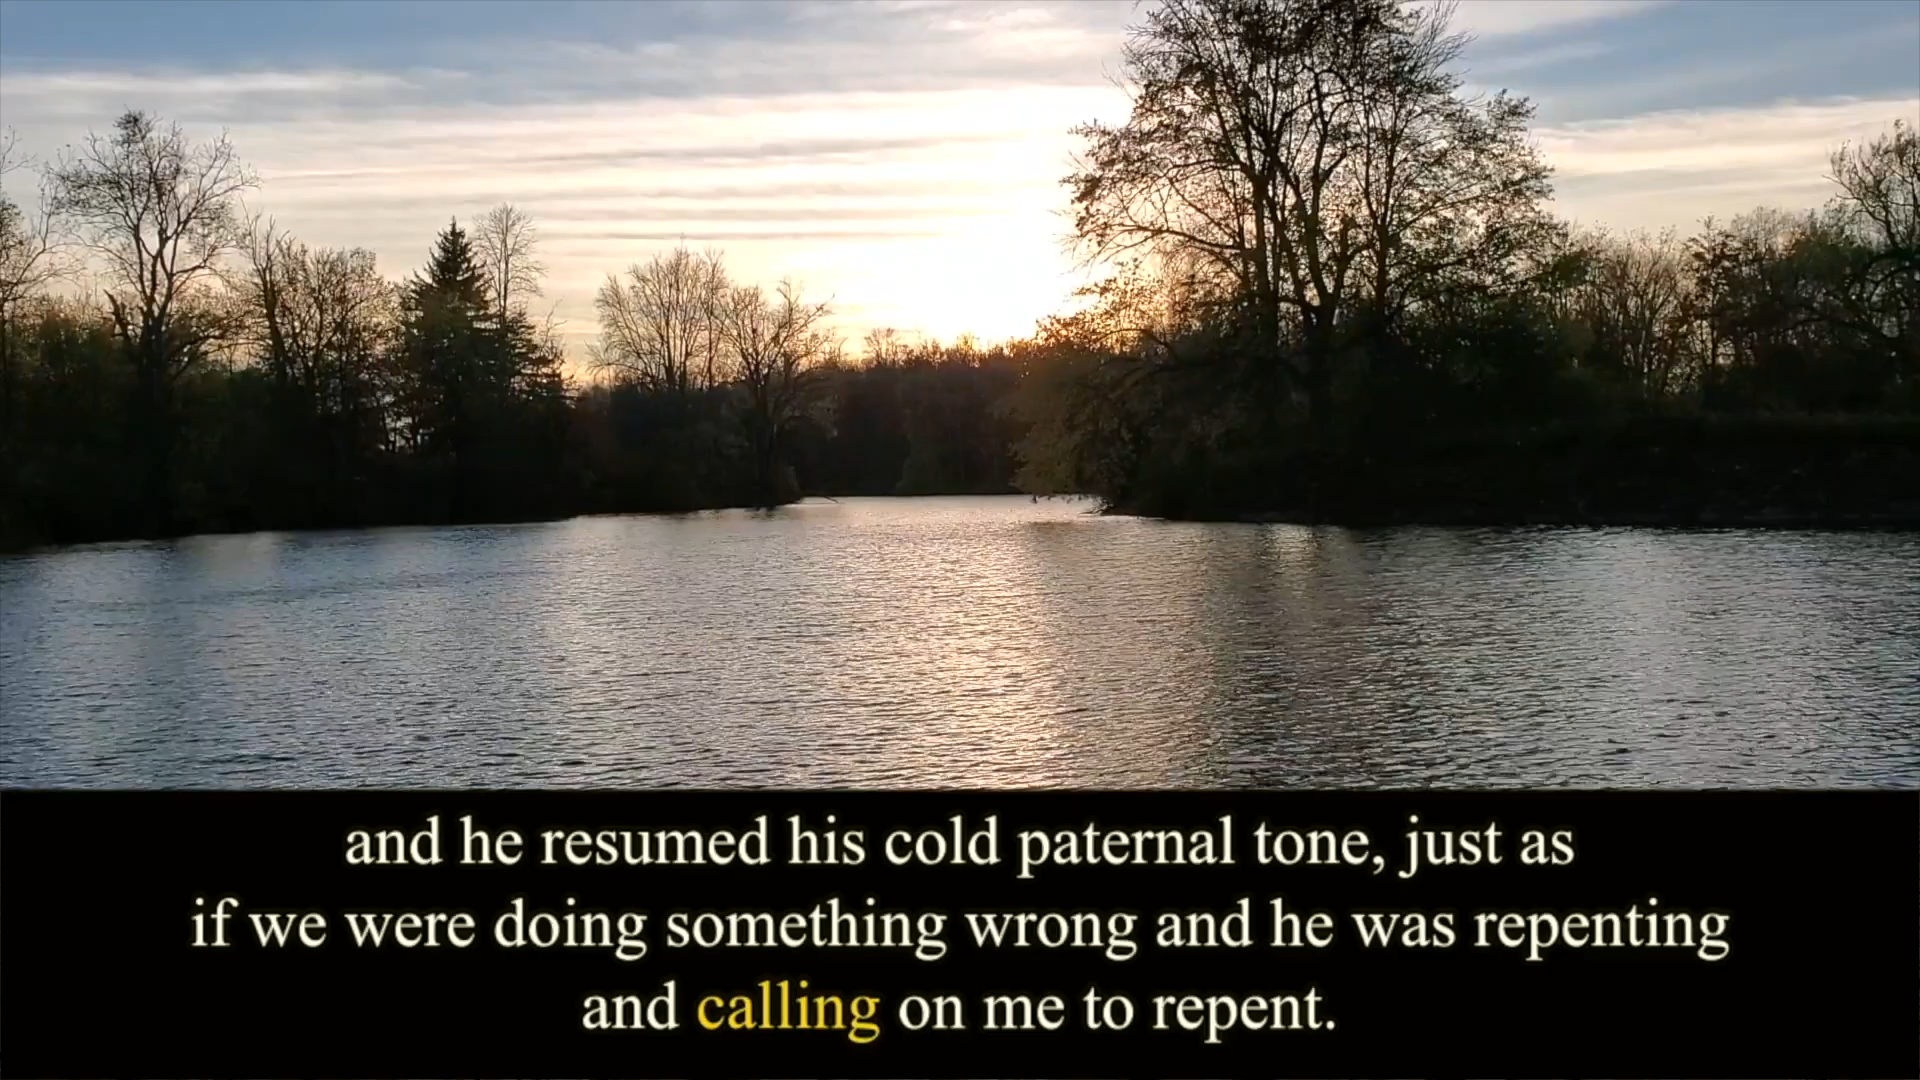 and he resumed his cold paternal tone, just as
if we were doing something wrong and he was repenting
and calling on me to repent.